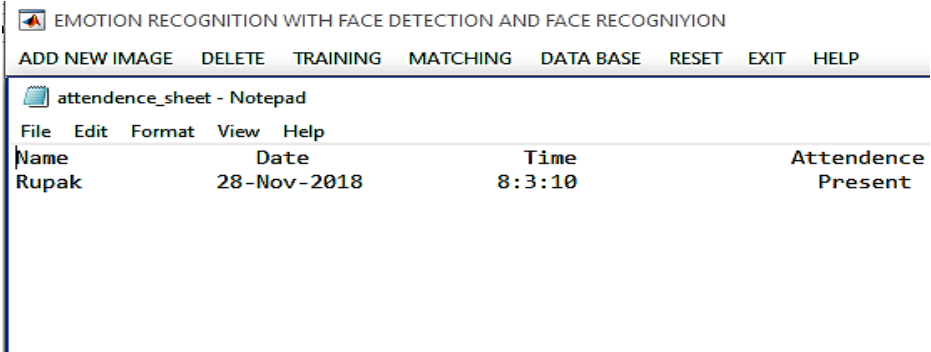 EMOTION RECOGNITION WITH FACE DETECTION AND FACE RECOGNIYION
ADD NEW IMAGE DELETE TRAINING MATCHING DATA BASE RESET EXIT HELP
attendence_sheet - Notepad
File Edit Format View Help
Name Date Time Attendence
Rupak 28-Nov-2018 8:3:10 Present